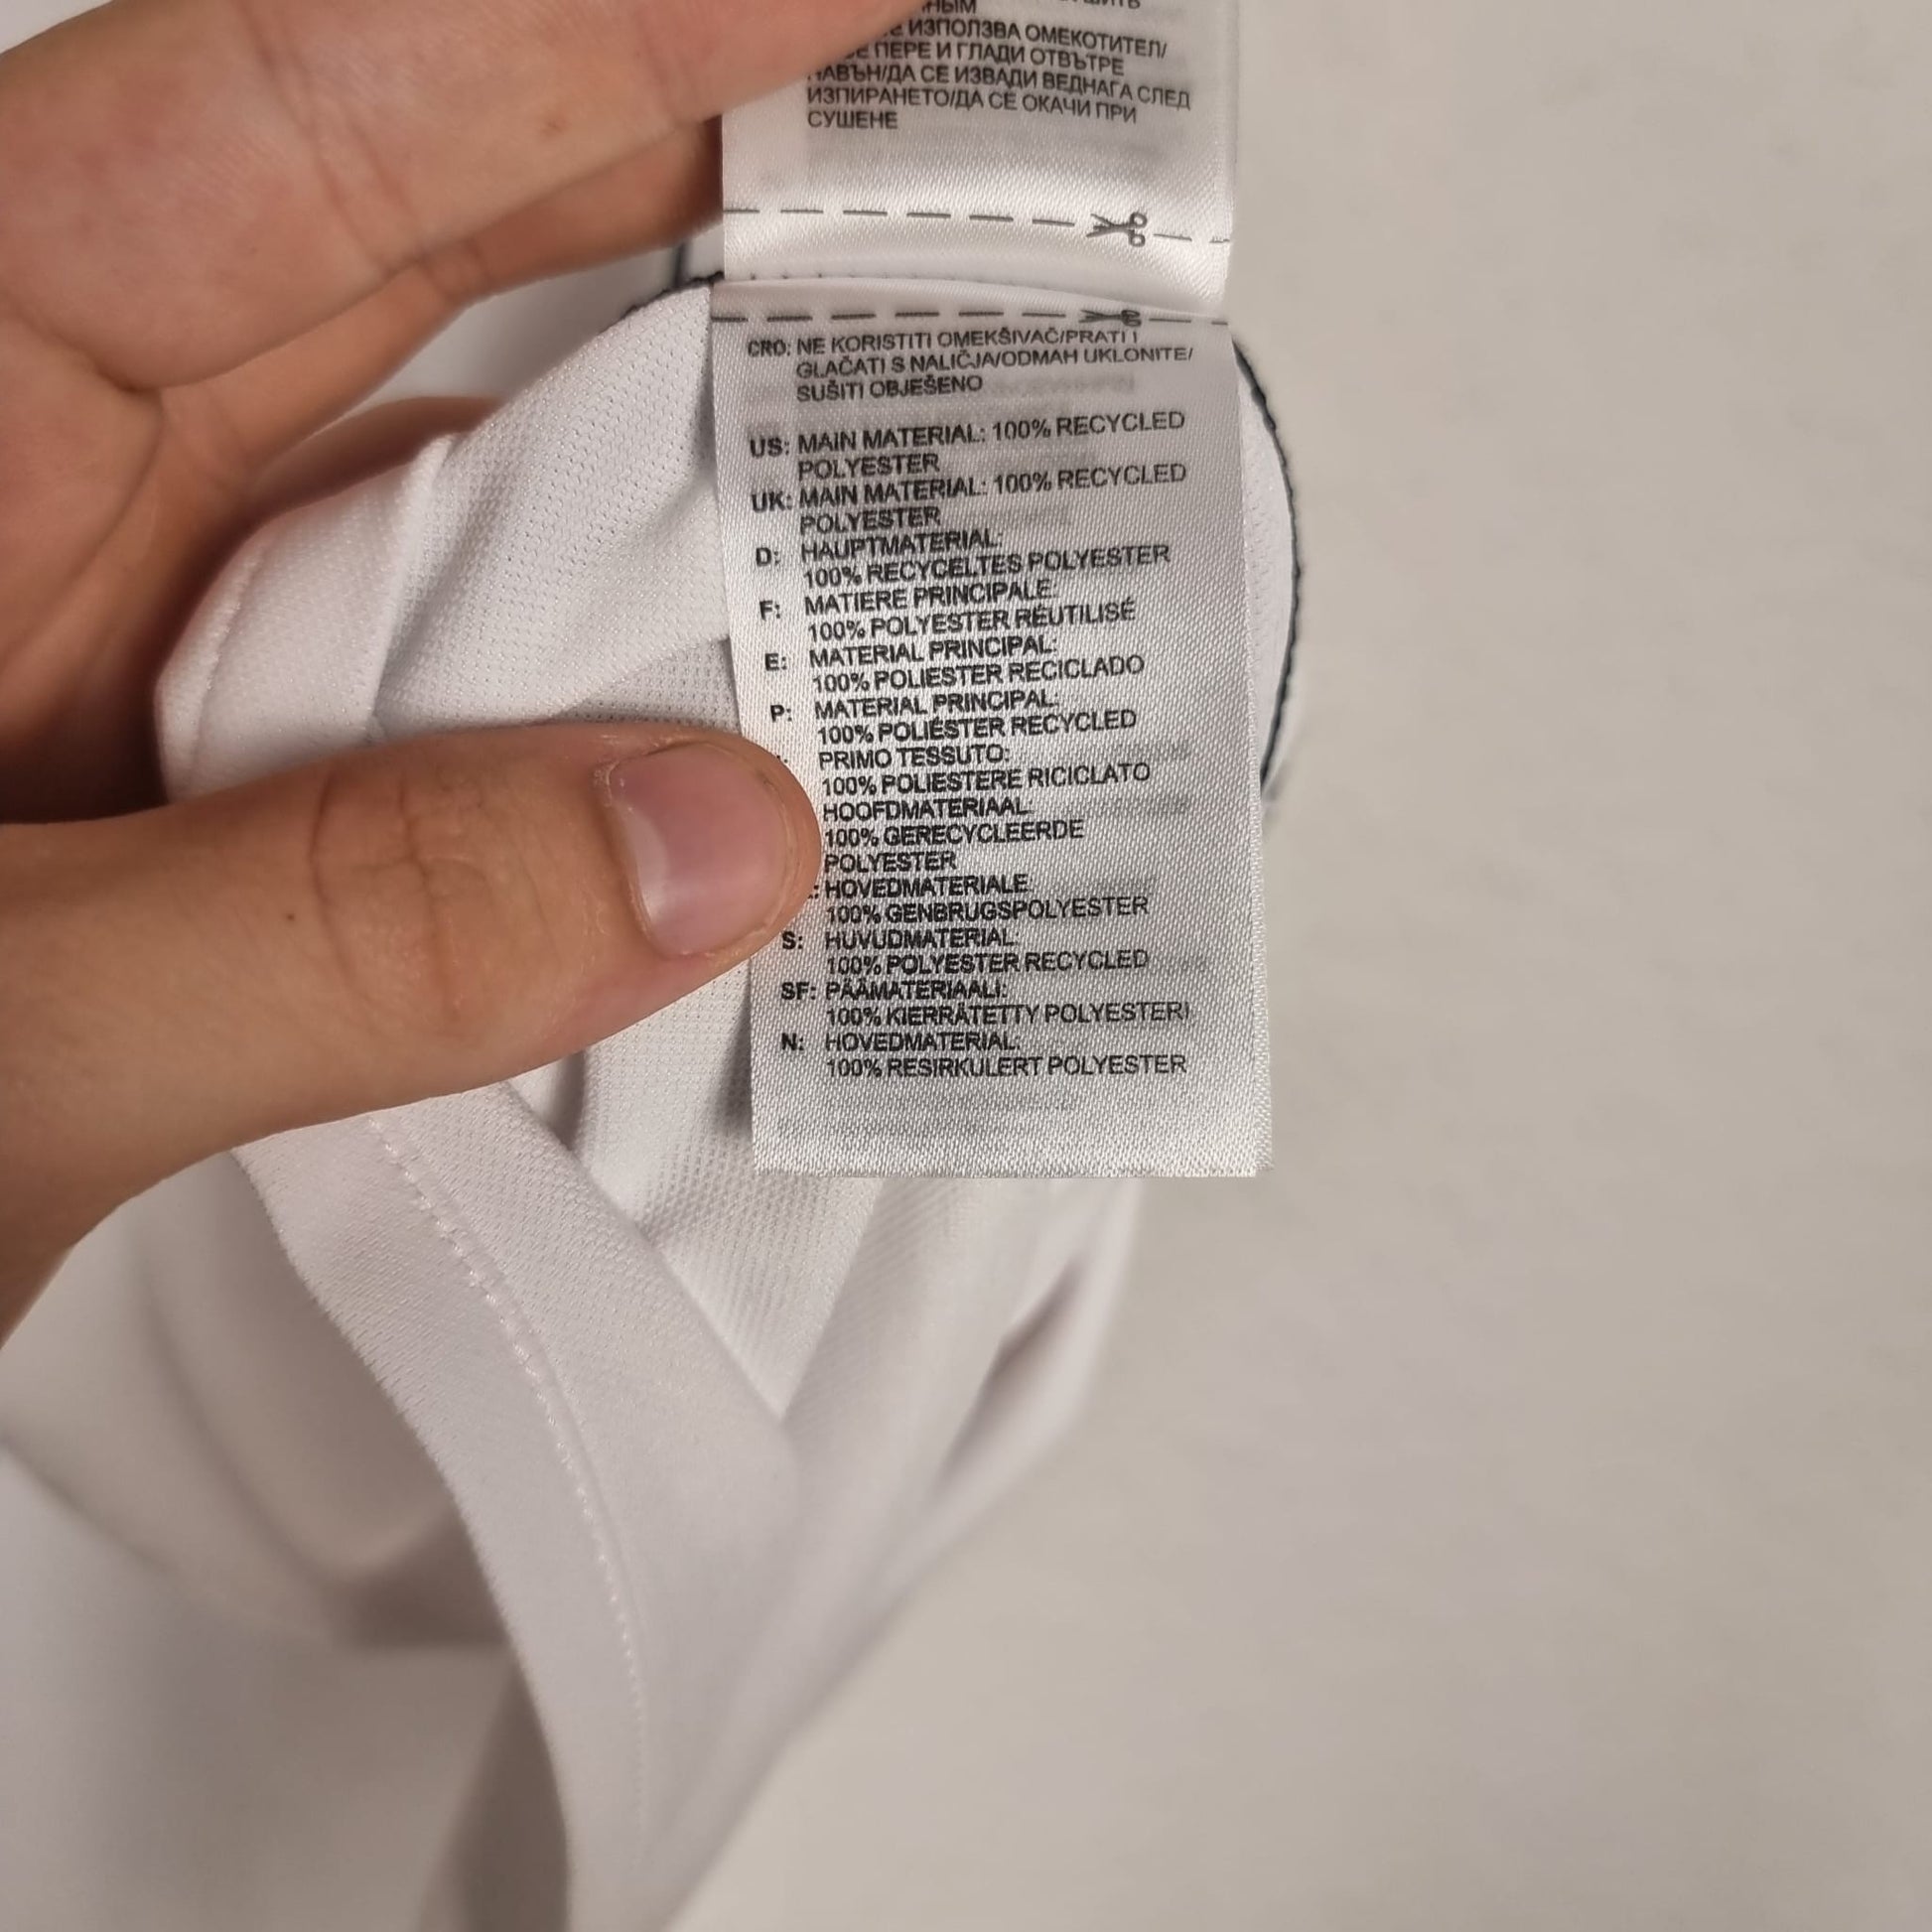 ИЗПОЛЗВА ОМЕКОТИТЕЛ/
ПЕРЕ И ГЛАДИ ОТВЪТРЕ
НАВЪН/ДА СЕ ИЗВАДИ ВЕДНАГА СЛЕД
ИЗПИРАНЕТО/ДА СЕ ОКАЧИ ПРИ
СУШЕНЕ
CRO: NE KORISTITI OMEKŠIVAČ/PRATI I
GLAČATI S NALIČJA/ODMAH UKLONITE/
SUŠITI OBJEŠENO
US: MAIN MATERIAL: 100% RECYCLED
POLYESTER
UK: MAIN MATERIAL: 100% RECYCLED
POLYESTER
D: HAUPTMATERIAL:
100% RECYCELTES POLYESTER
F: MATIERE PRINCIPALE:
100% POLYESTER RÉUTILISÉ
E: MATERIAL PRINCIPAL:
100% POLIESTER RECICLADO
P: MATERIAL PRINCIPAL:
100% POLIÉSTER RECYCLED
PRIMO TESSUTO:
100% POLIESTERE RICICLATO
HOOFDMATERIAAL:
100% GERECYCLEERDE
POLYESTER
: HOVEDMATERIALE:
100% GENBRUGSPOLYESTER
S: HUVUDMATERIAL:
100% POLYESTER RECYCLED
SF: PÄÄMATERIAALI:
100% KIERRÄTETTY POLYESTERI
N: HOVEDMATERIAL:
100% RESIRKULERT POLYESTER